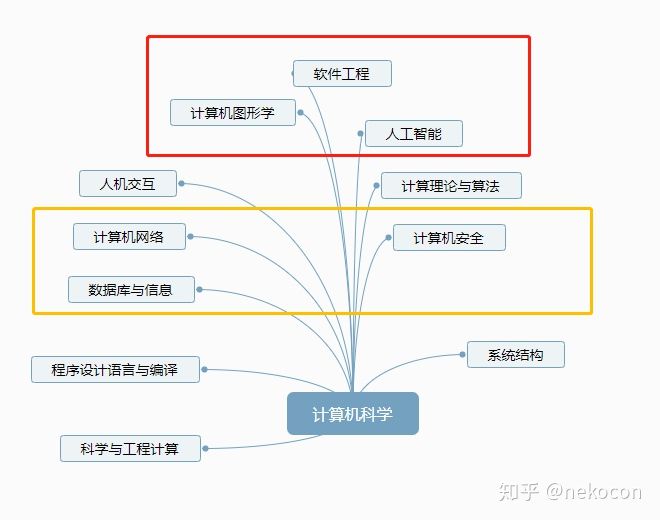 软件工程
计算机图形学
人工智能
人机交互
计算理论与算法
计算机网络
计算机安全
数据库与信息
系统结构
程序设计语言与编译
计算机科学
科学与工程计算
知乎 @nekocon